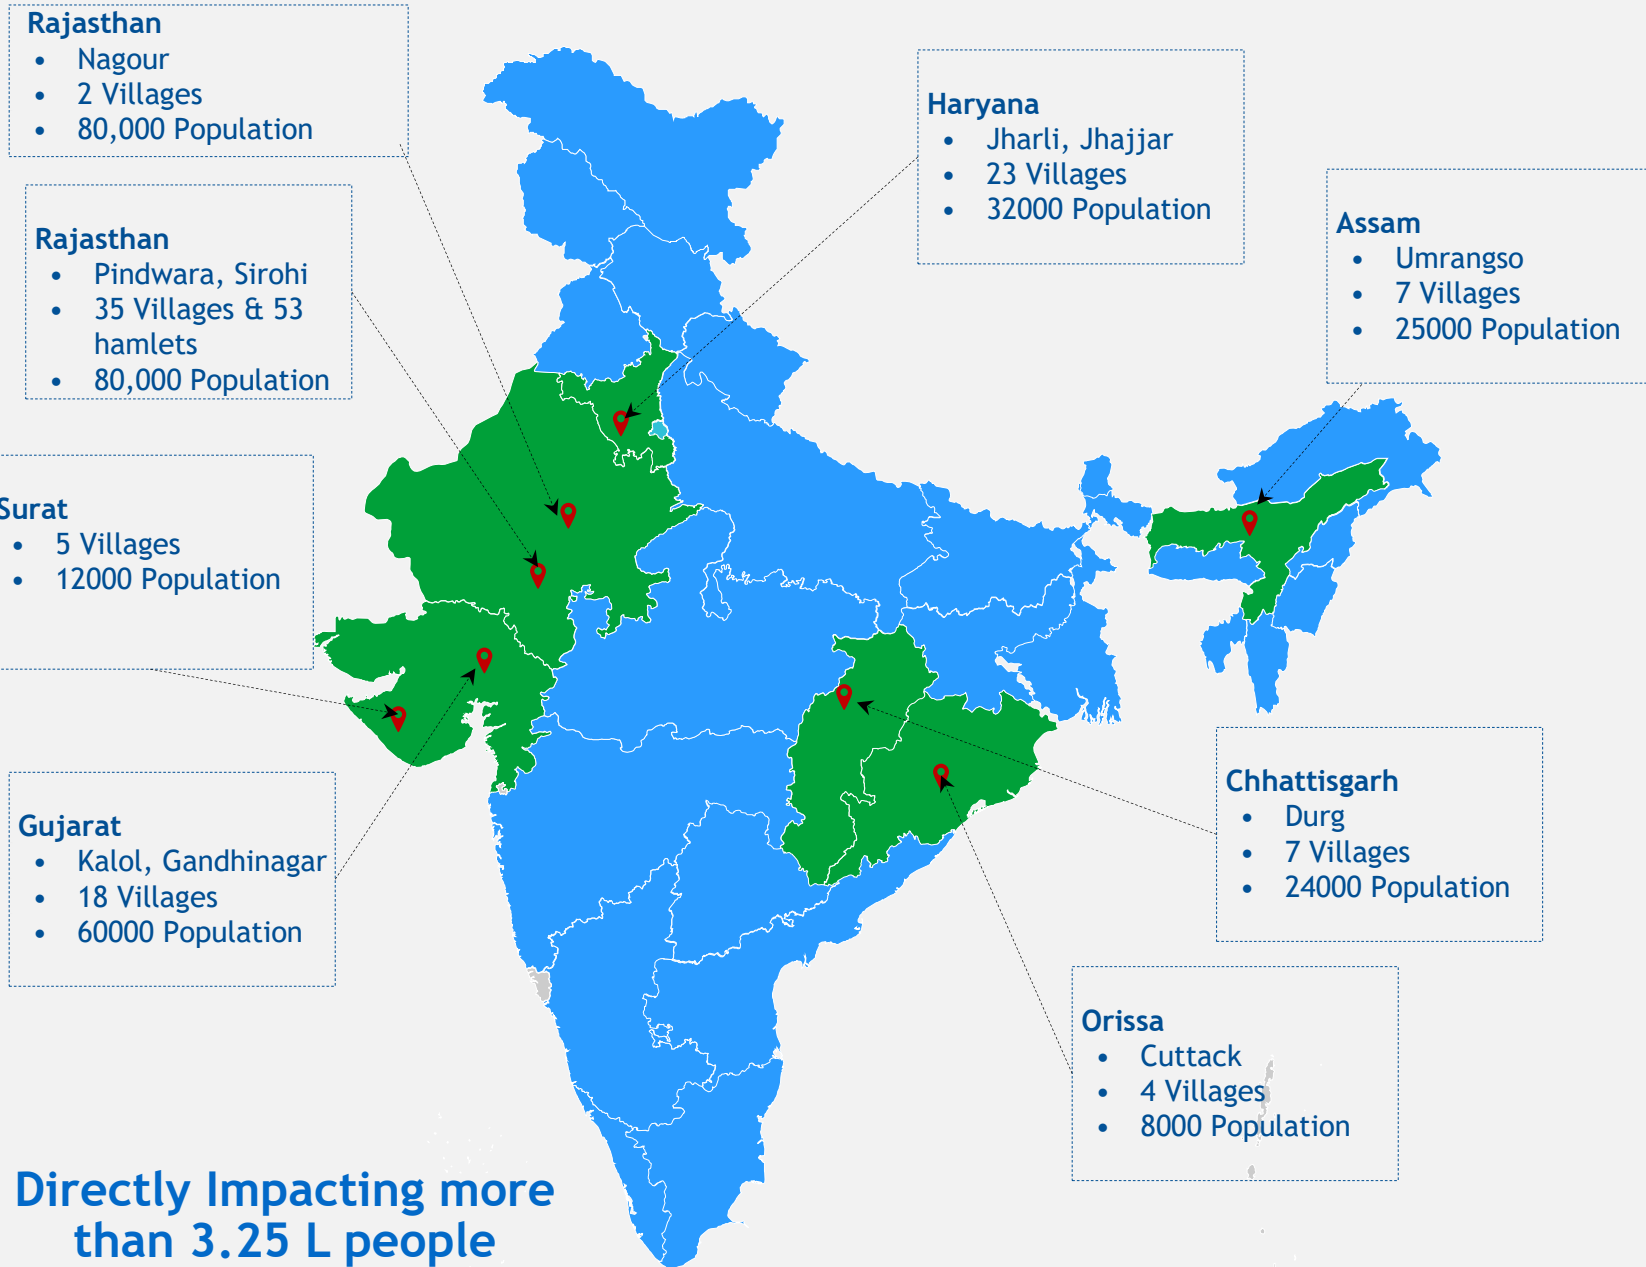 Rajasthan
• Nagour
• 2 Villages
• 80,000 Population
Rajasthan
• Pindwara, Sirohi
• 35 Villages & 53
hamlets
• 80,000 Population
Surat
• 5 Villages
• 12000 Population
Gujarat
• Kalol, Gandhinagar
• 18 Villages
• 60000 Population
Haryana
• Jharli, Jhajjar
• 23 Villages
• 32000 Population
Assam
• Umrangso
• 7 Villages
• 25000 Population
Chhattisgarh
• Durg
• 7 Villages
• 24000 Population
Orissa
• Cuttack
• 4 Villages
• 8000 Population
Directly Impacting more
than 3.25 L people